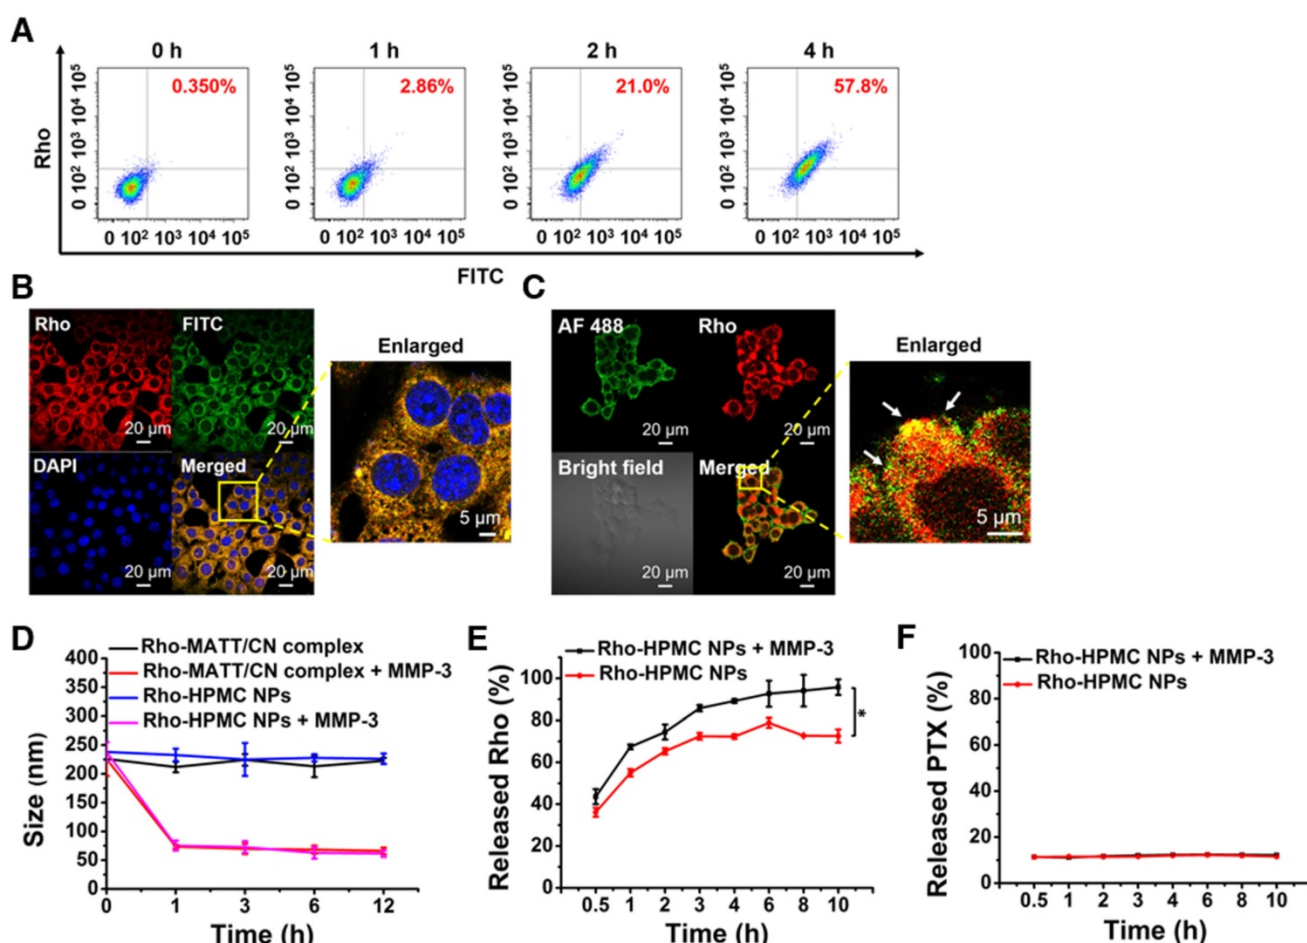 A
0 h 1 h 2 h 4 h
0.350% 2.86% 21.0% 57.8%
Rho
0 10² 10³ 10⁴ 10⁵ 0 10² 10³ 10⁴ 10⁵ 0 10² 10³ 10⁴ 10⁵ 0 10² 10³ 10⁴ 10⁵
0 10² 10³ 10⁴ 10⁵ 0 10² 10³ 10⁴ 10⁵ 0 10² 10³ 10⁴ 10⁵ 0 10² 10³ 10⁴ 10⁵
FITC
B
Rho FITC
20 µm 20 µm
DAPI Merged
20 µm 20 µm
Enlarged
5 µm
C
AF 488 Rho
20 µm 20 µm
Bright field Merged
20 µm 20 µm
Enlarged
5 µm
D
Rho-MATT/CN complex
Rho-MATT/CN complex + MMP-3
Rho-HPMC NPs
Rho-HPMC NPs + MMP-3
Size (nm)
400
350
300
250
200
150
100
50
0
0 1 3 6 12
Time (h)
E
Rho-HPMC NPs + MMP-3
Rho-HPMC NPs
Released Rho (%)
100
80
60
40
20
0
*
0.5 1 2 3 4 6 8 10
Time (h)
F
Rho-HPMC NPs + MMP-3
Rho-HPMC NPs
Released PTX (%)
100
80
60
40
20
0
0.5 1 2 3 4 6 8 10
Time (h)